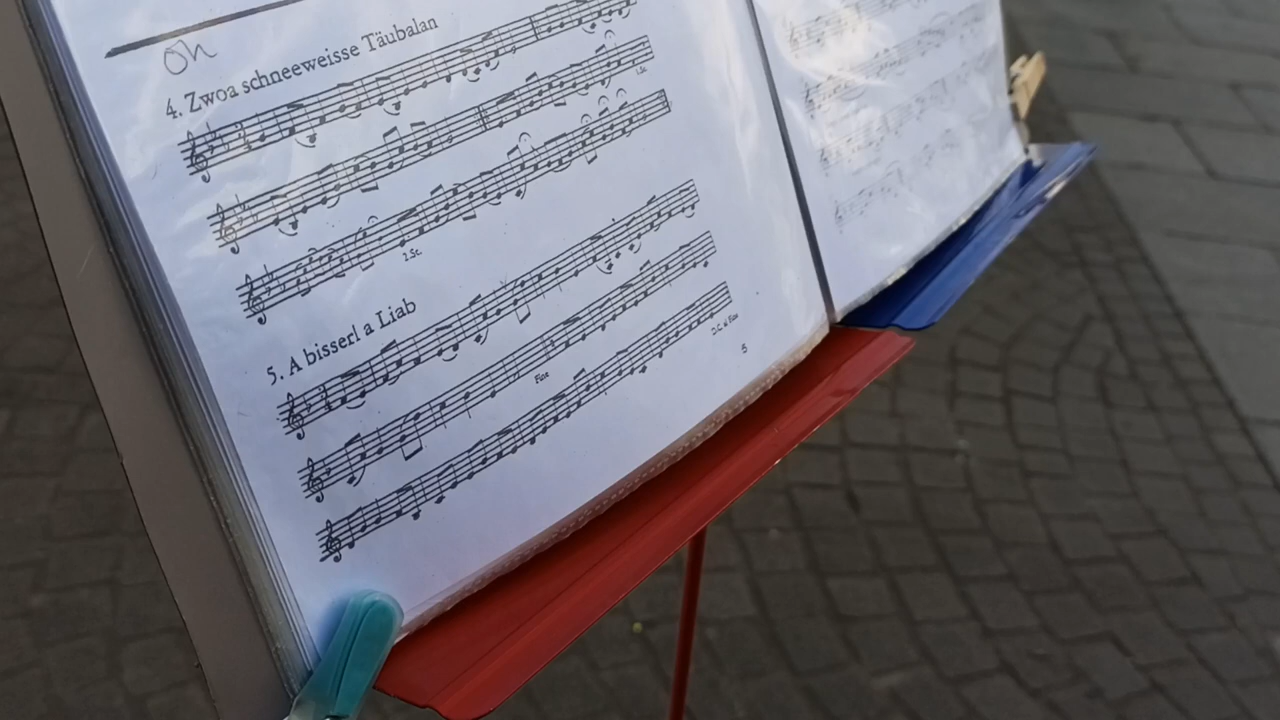 Oh
4. Zwoa schneeweisse Täubalan
1.Sc.
2.Sc.
5. A bisserl a Liab
Fine
D.C. al Fine
5